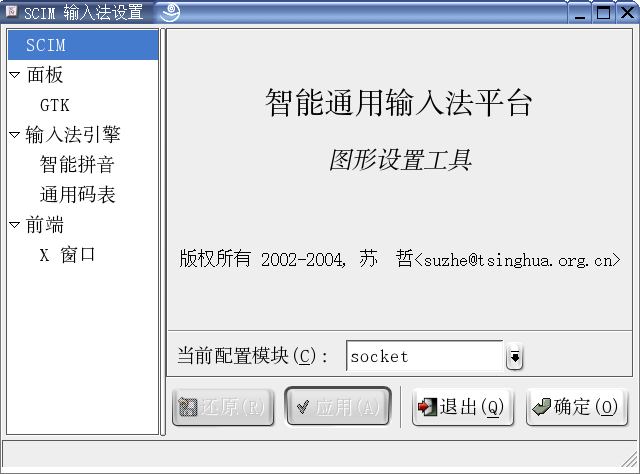 SCIM 输入法设置
SCIM
面板
GTK
输入法引擎
智能拼音
通用码表
前端
X 窗口
智能通用输入法平台
图形设置工具
版权所有 2002-2004, 苏 哲<suzhe@tsinghua.org.cn>
当前配置模块(C): socket
还原(R) 应用(A) 退出(Q) 确定(O)